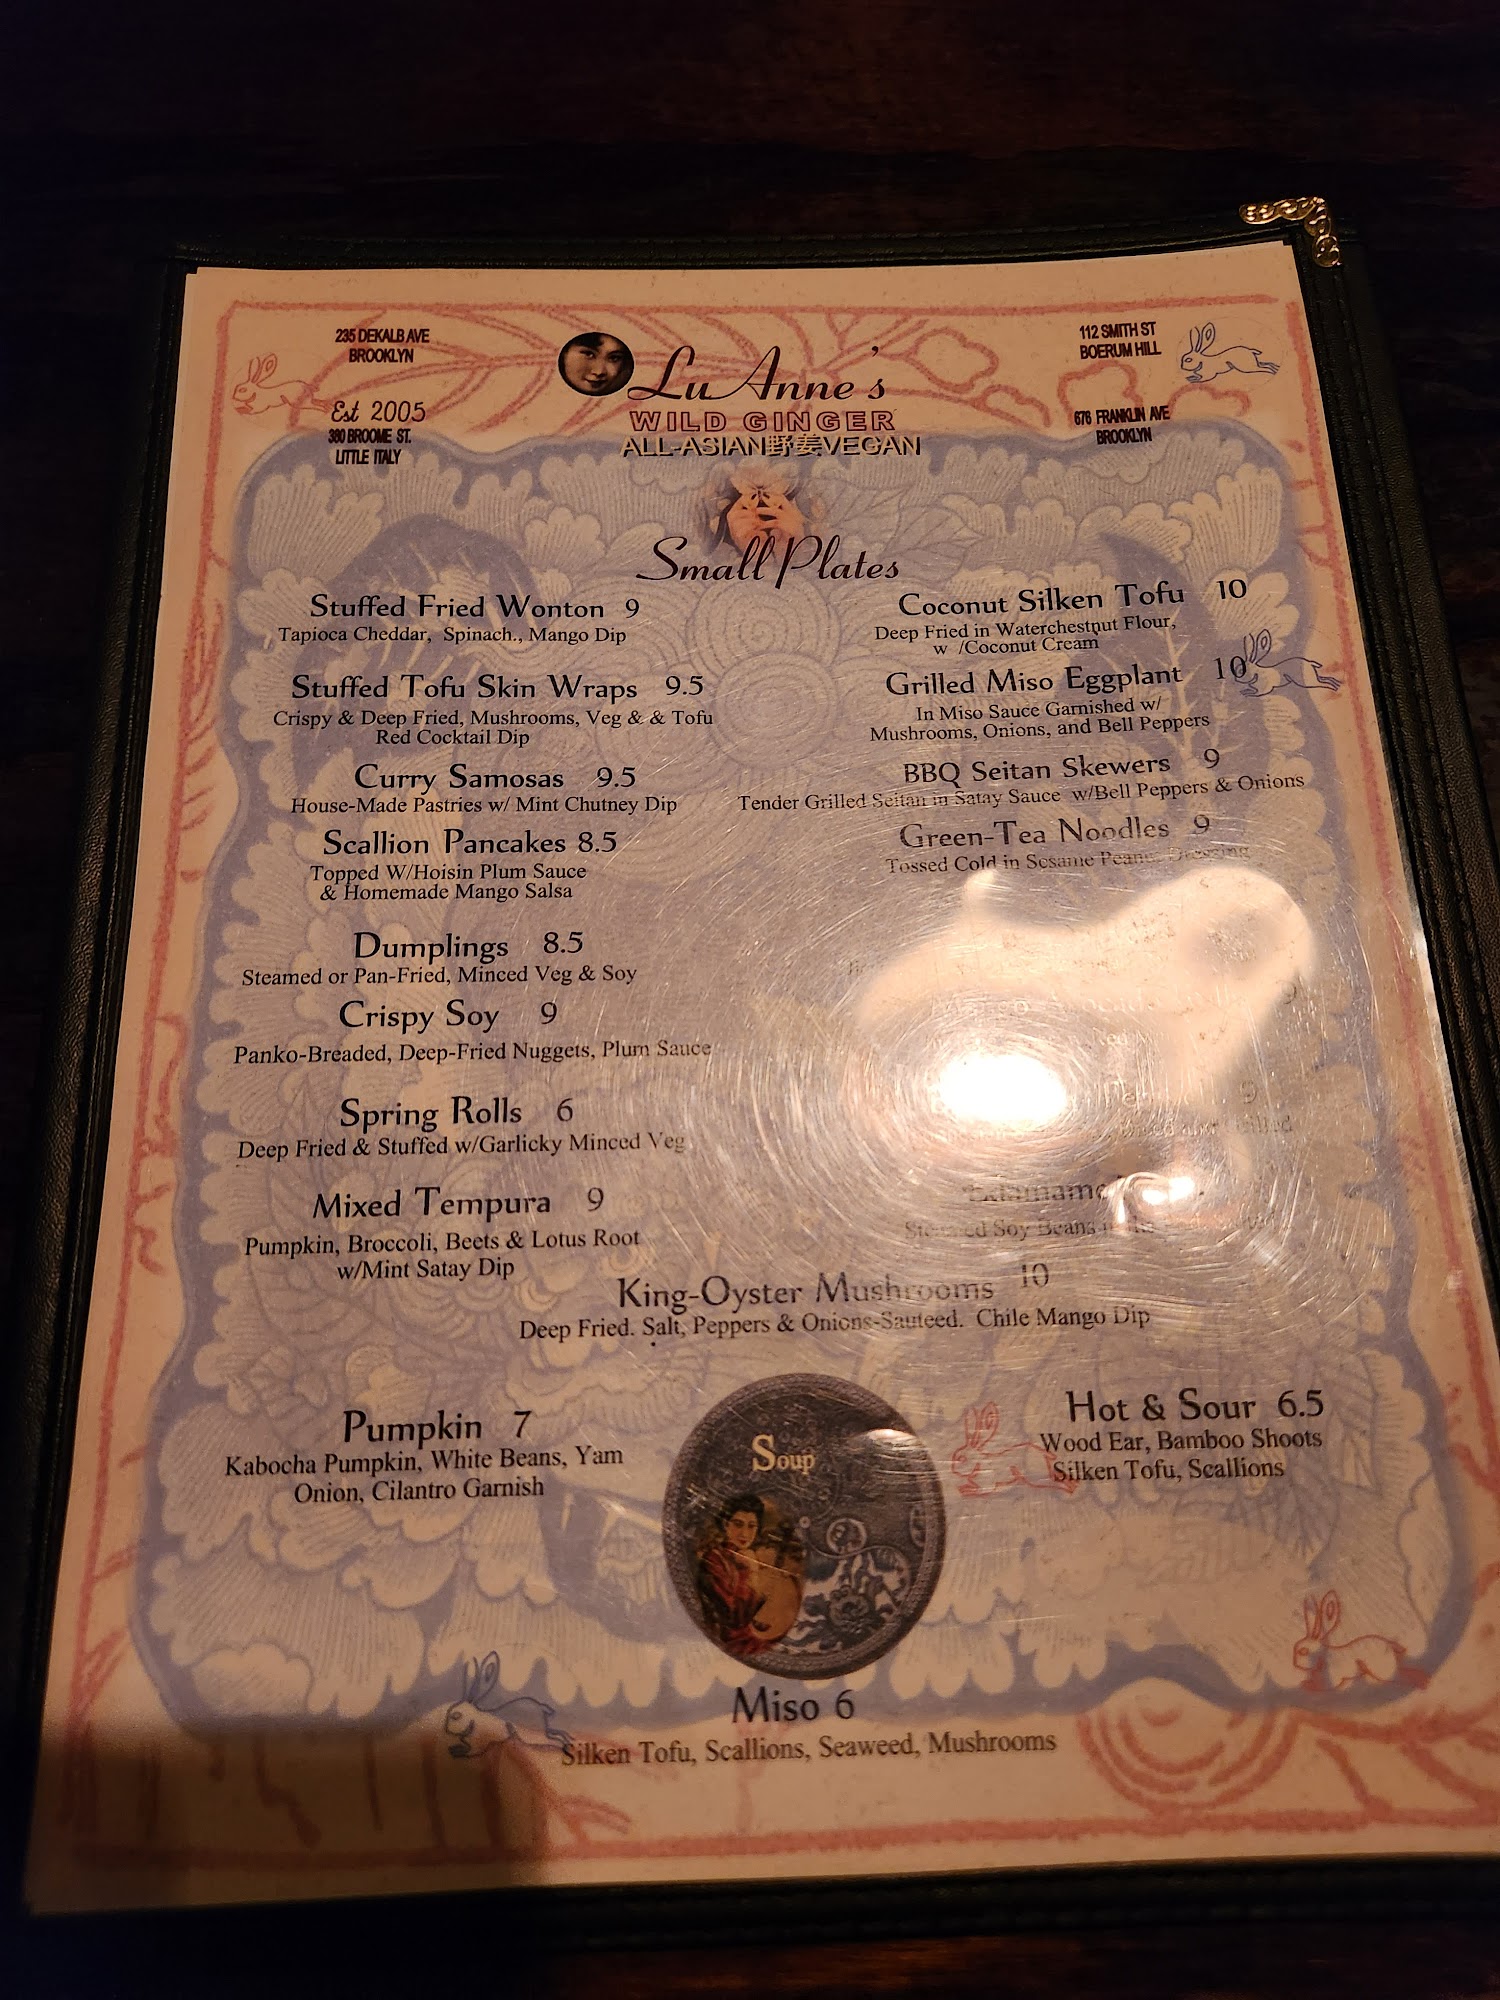 235 DEKALB AVE
BROOKLYN
Est 2005
380 BROOME ST.
LITTLE ITALY
LuAnne's
WILD GINGER
ALL-ASIAN野姜VEGAN
112 SMITH ST
BOERUM HILL
676 FRANKLIN AVE
BROOKLYN
Small Plates
Stuffed Fried Wonton 9
Tapioca Cheddar, Spinach., Mango Dip
Stuffed Tofu Skin Wraps 9.5
Crispy & Deep Fried, Mushrooms, Veg & & Tofu
Red Cocktail Dip
Curry Samosas 9.5
House-Made Pastries w/ Mint Chutney Dip
Scallion Pancakes 8.5
Topped W/Hoisin Plum Sauce
& Homemade Mango Salsa
Dumplings 8.5
Steamed or Pan-Fried, Minced Veg & Soy
Crispy Soy 9
Panko-Breaded, Deep-Fried Nuggets, Plum Sauce
Spring Rolls 6
Deep Fried & Stuffed w/Garlicky Minced Veg
Mixed Tempura 9
Pumpkin, Broccoli, Beets & Lotus Root
w/Mint Satay Dip
Coconut Silken Tofu 10
Deep Fried in Waterchestnut Flour,
w /Coconut Cream
Grilled Miso Eggplant 10
In Miso Sauce Garnished w/
Mushrooms, Onions, and Bell Peppers
BBQ Seitan Skewers 9
Tender Grilled Seitan in Satay Sauce w/Bell Peppers & Onions
Green-Tea Noodles 9
Tossed Cold in Sesame Peanut Dressing
9
9
Edamame
Steamed Soy Beans
King-Oyster Mushrooms 10
Deep Fried. Salt, Peppers & Onions-Sauteed. Chile Mango Dip
Pumpkin 7
Kabocha Pumpkin, White Beans, Yam
Onion, Cilantro Garnish
Soup
Hot & Sour 6.5
Wood Ear, Bamboo Shoots
Silken Tofu, Scallions
Miso 6
Silken Tofu, Scallions, Seaweed, Mushrooms